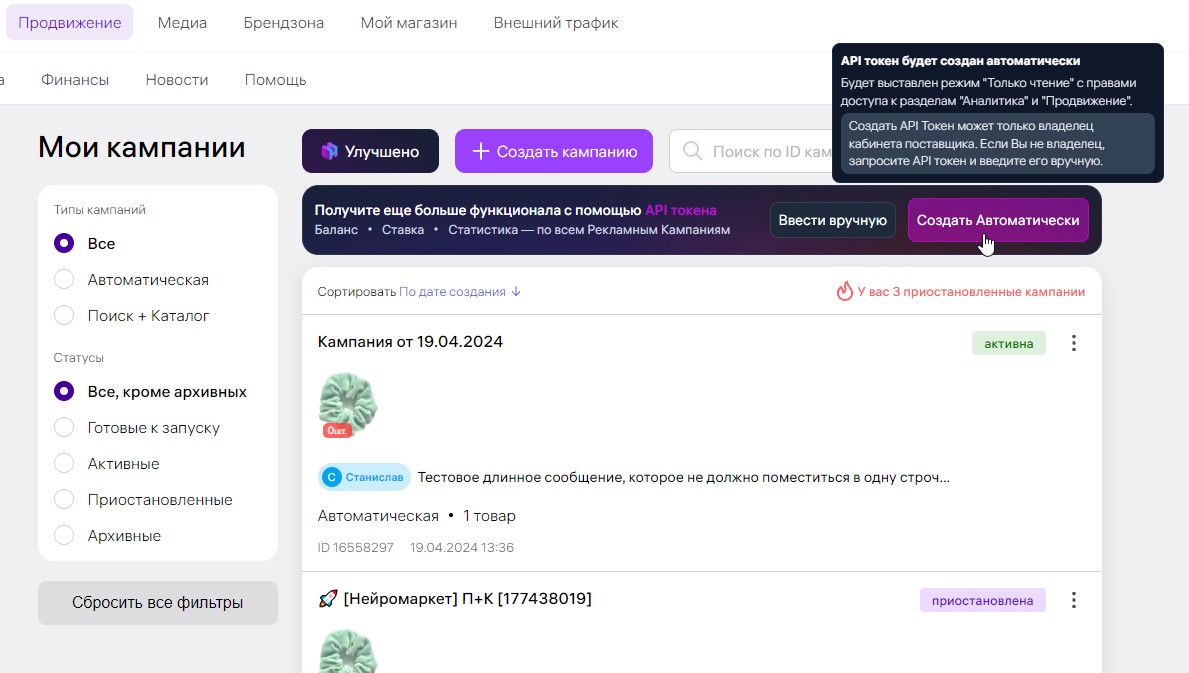 Продвижение Медиа Брендзона Мой магазин Внешний трафик
а Финансы Новости Помощь
API токен будет создан автоматически
Будет выставлен режим "Только чтение" с правами
доступа к разделам "Аналитика" и "Продвижение".
Создать API Токен может только владелец
кабинета поставщика. Если Вы не владелец,
запросите API токен и введите его вручную.
Мои кампании
Улучшено
Создать кампанию
Поиск по ID кам
Получите еще больше функционала с помощью API токена
Баланс • Ставка • Статистика — по всем Рекламным Кампаниям
Ввести вручную
Создать Автоматически
Типы кампаний
Все
Автоматическая
Поиск + Каталог
Статусы
Все, кроме архивных
Готовые к запуску
Активные
Приостановленные
Архивные
Сбросить все фильтры
Сортировать По дате создания ↓
У вас 3 приостановленные кампании
Кампания от 19.04.2024
активна
0шт.
С Станислав Тестовое длинное сообщение, которое не должно поместиться в одну строч...
Автоматическая • 1 товар
ID 16558297 19.04.2024 13:36
🚀 [Нейромаркет] П+К [177438019]
приостановлена